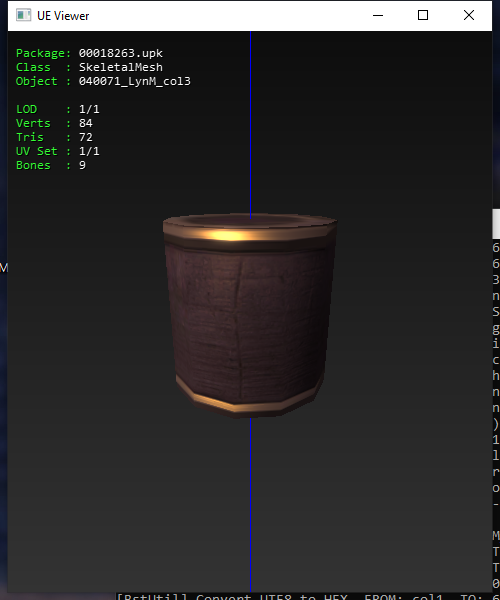 UE Viewer
Package: 00018263.upk
Class : SkeletalMesh
Object : 040071_LynM_col3
LOD : 1/1
Verts : 84
Tris : 72
UV Set : 1/1
Bones : 9
M
6
6
3
n
S
g
i
c
h
n
n
)
1
l
r
o
-
M
T
T
0
[BstUtil] Convert UTF8 to HEX. FROM: col1, TO: 6